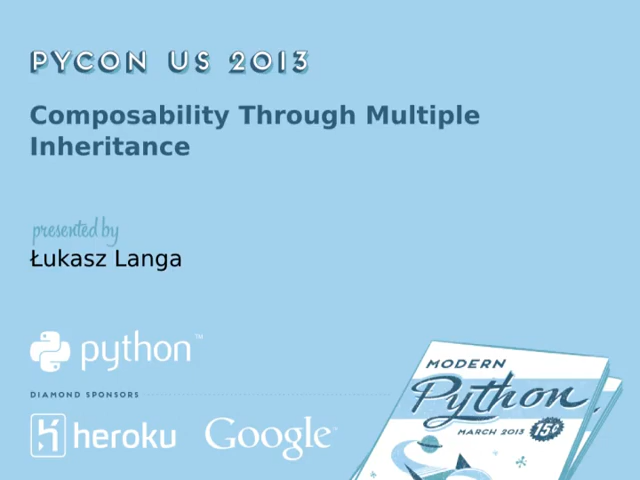 PYCON US 2013
Composability Through Multiple
Inheritance
presented by
Łukasz Langa
python™
DIAMOND SPONSORS
heroku
Google
MODERN
Python
MARCH 2013
15¢